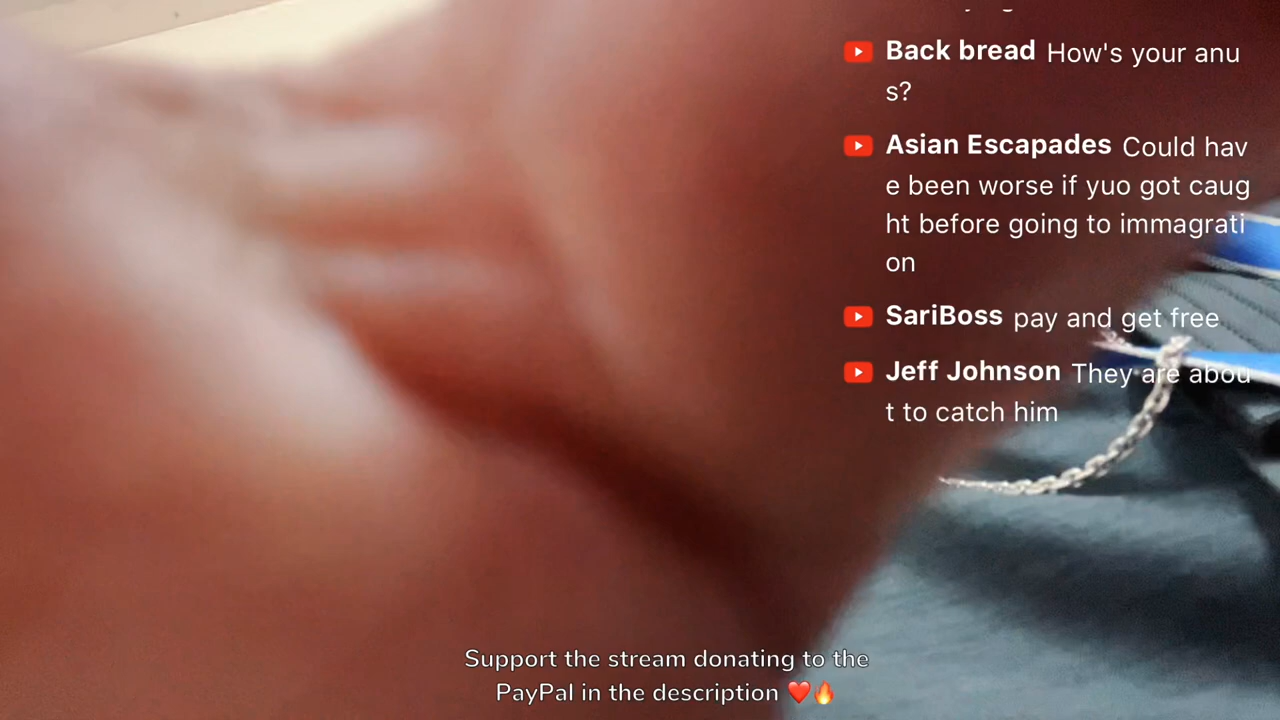 Back bread How's your anu
s?
Asian Escapades Could hav
e been worse if yuo got caug
ht before going to immagrati
on
SariBoss pay and get free
Jeff Johnson They are abou
t to catch him
Support the stream donating to the
PayPal in the description ❤️🔥